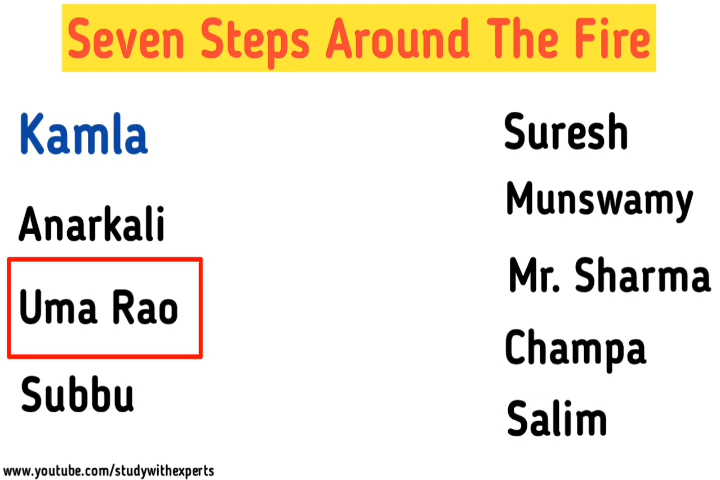 Seven Steps Around The Fire
Kamla
Anarkali
Uma Rao
Subbu
Suresh
Munswamy
Mr. Sharma
Champa
Salim
www.youtube.com/studywithexperts